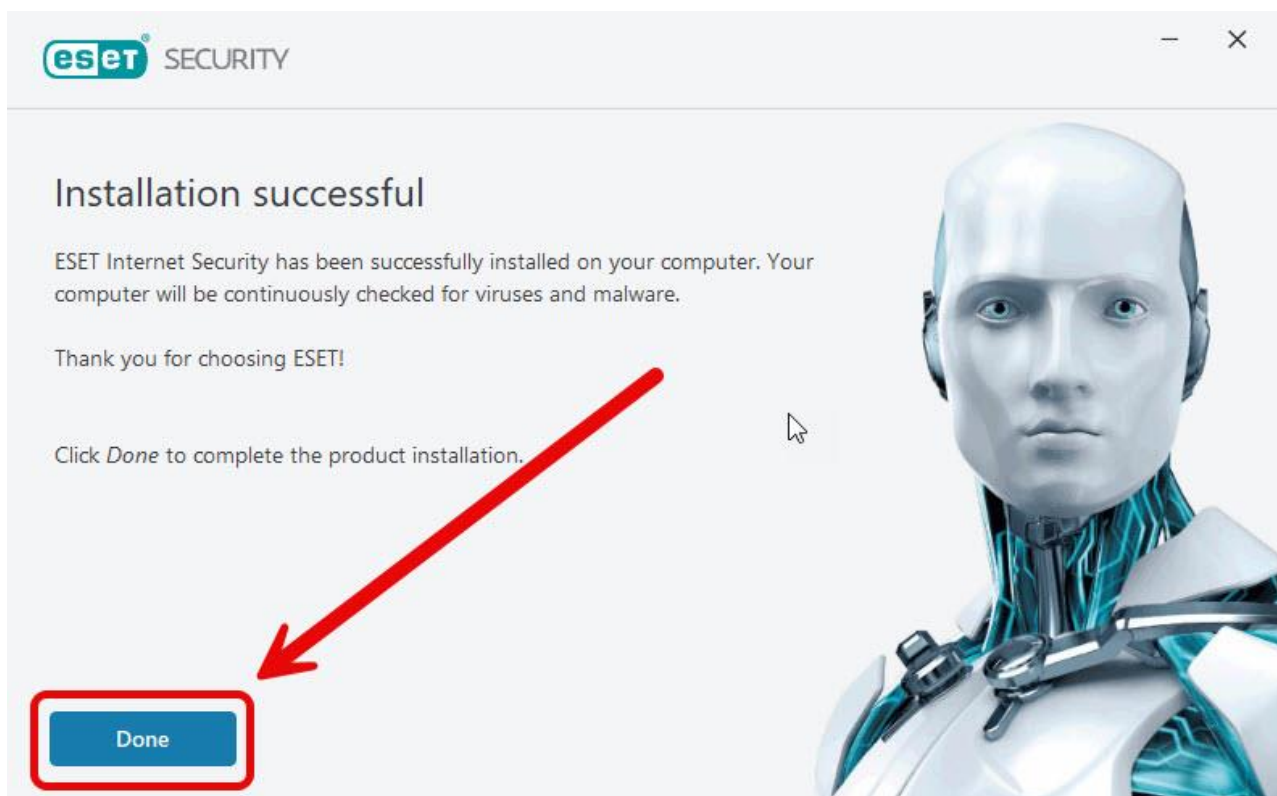 eset® SECURITY
Installation successful
ESET Internet Security has been successfully installed on your computer. Your
computer will be continuously checked for viruses and malware.
Thank you for choosing ESET!
Click Done to complete the product installation.
Done